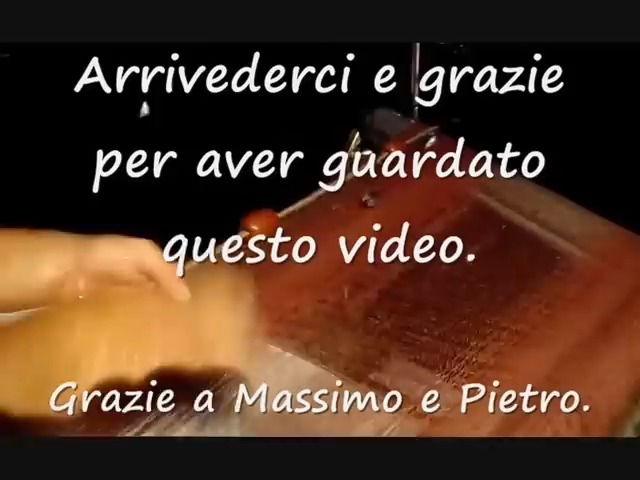 Arrivederci e grazie
per aver guardato
questo video.
Grazie a Massimo e Pietro.